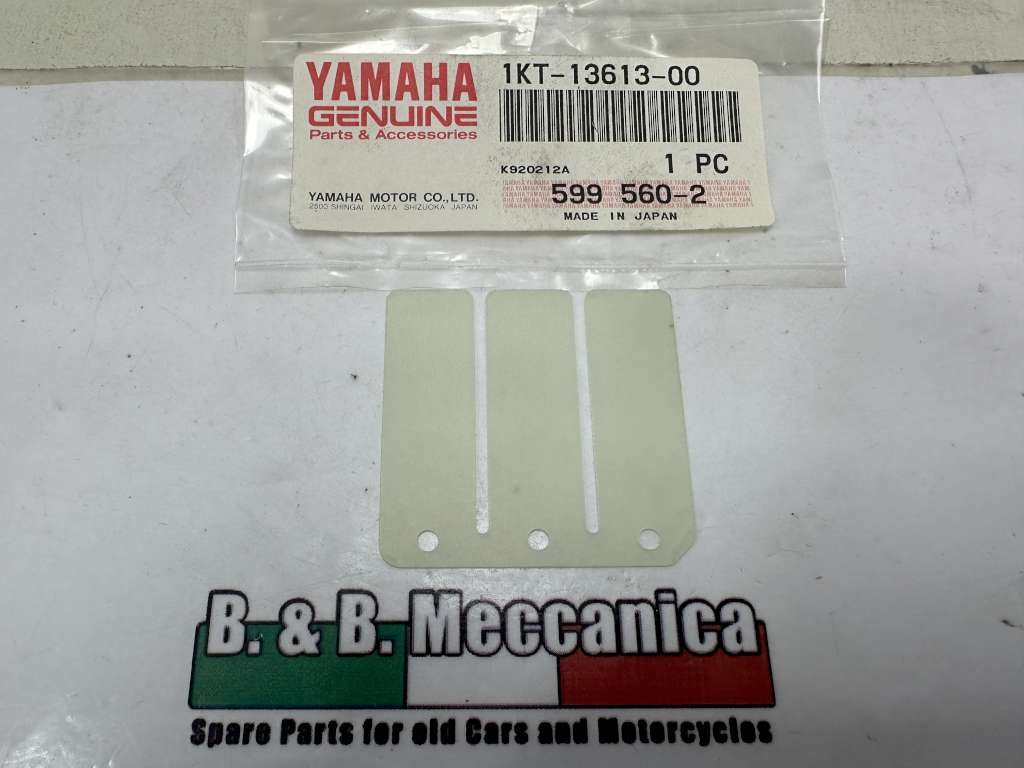 YAMAHA
GENUINE
Parts & Accessories
YAMAHA MOTOR CO., LTD.
2500 SHINGAI IWATA SHIZUOKA JAPAN
1KT-13613-00
K920212A
1 PC
599 560-2
MADE IN JAPAN
B. & B. Meccanica
Spare Parts for old Cars and Motorcycles